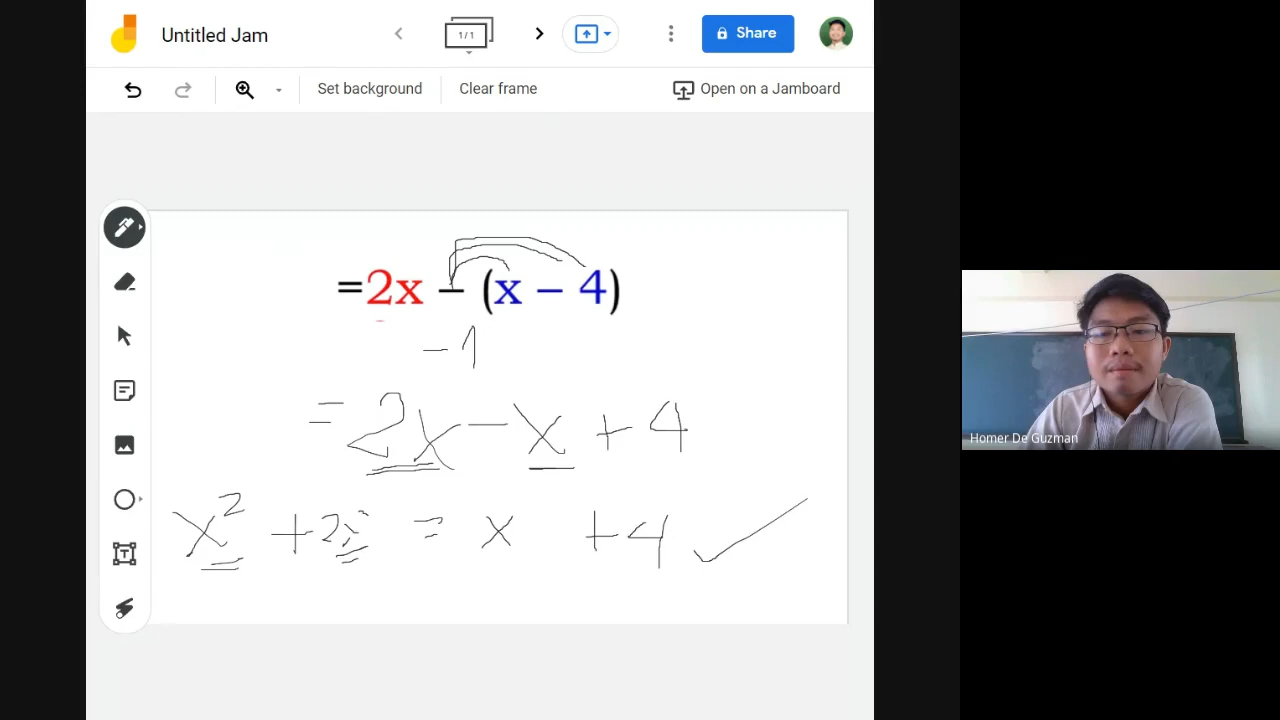 Untitled Jam
1/1
Share
Set background
Clear frame
Open on a Jamboard
=2x – (x – 4)
– 1
= 2x – x + 4
x² + 2x = x + 4
T
Homer De Guzman